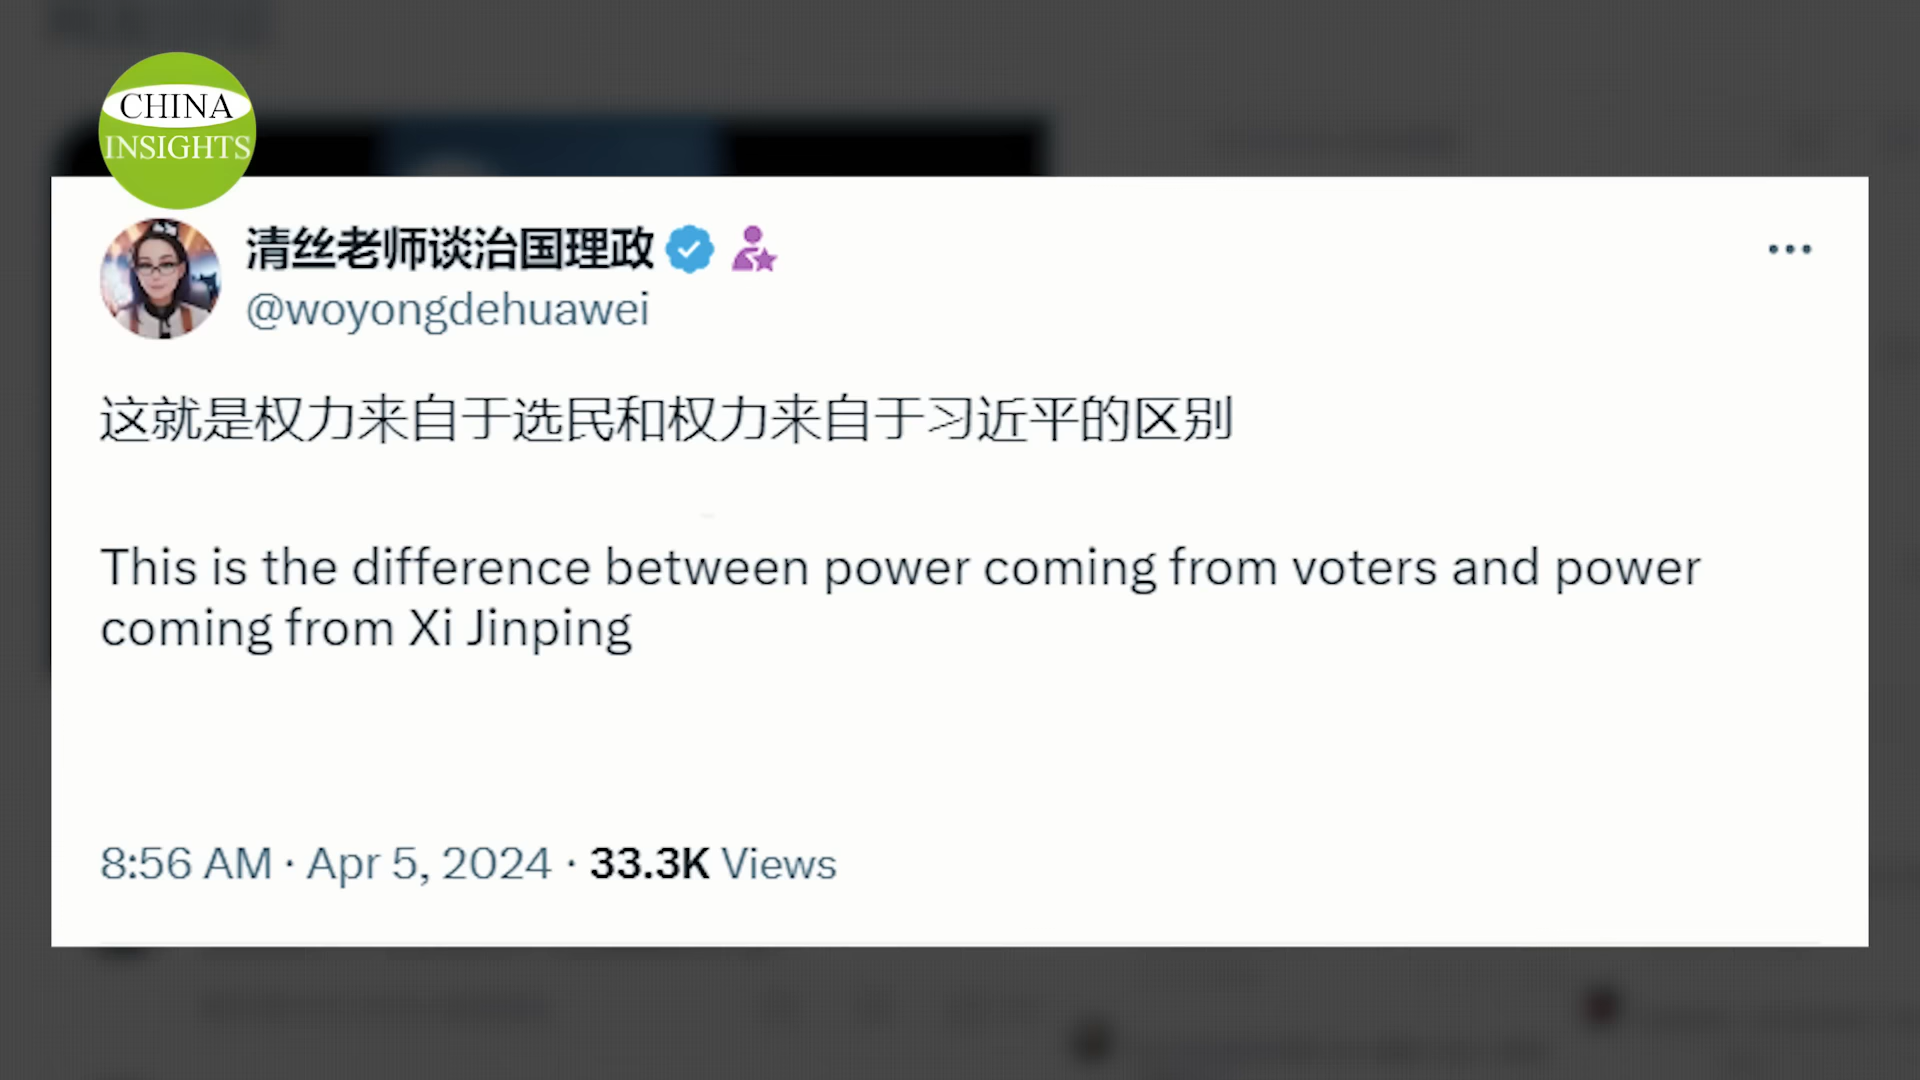 CHINA
INSIGHTS
清丝老师谈治国理政
@woyongdehuawei
这就是权力来自于选民和权力来自于习近平的区别
This is the difference between power coming from voters and power
coming from Xi Jinping
8:56 AM · Apr 5, 2024 · 33.3K Views